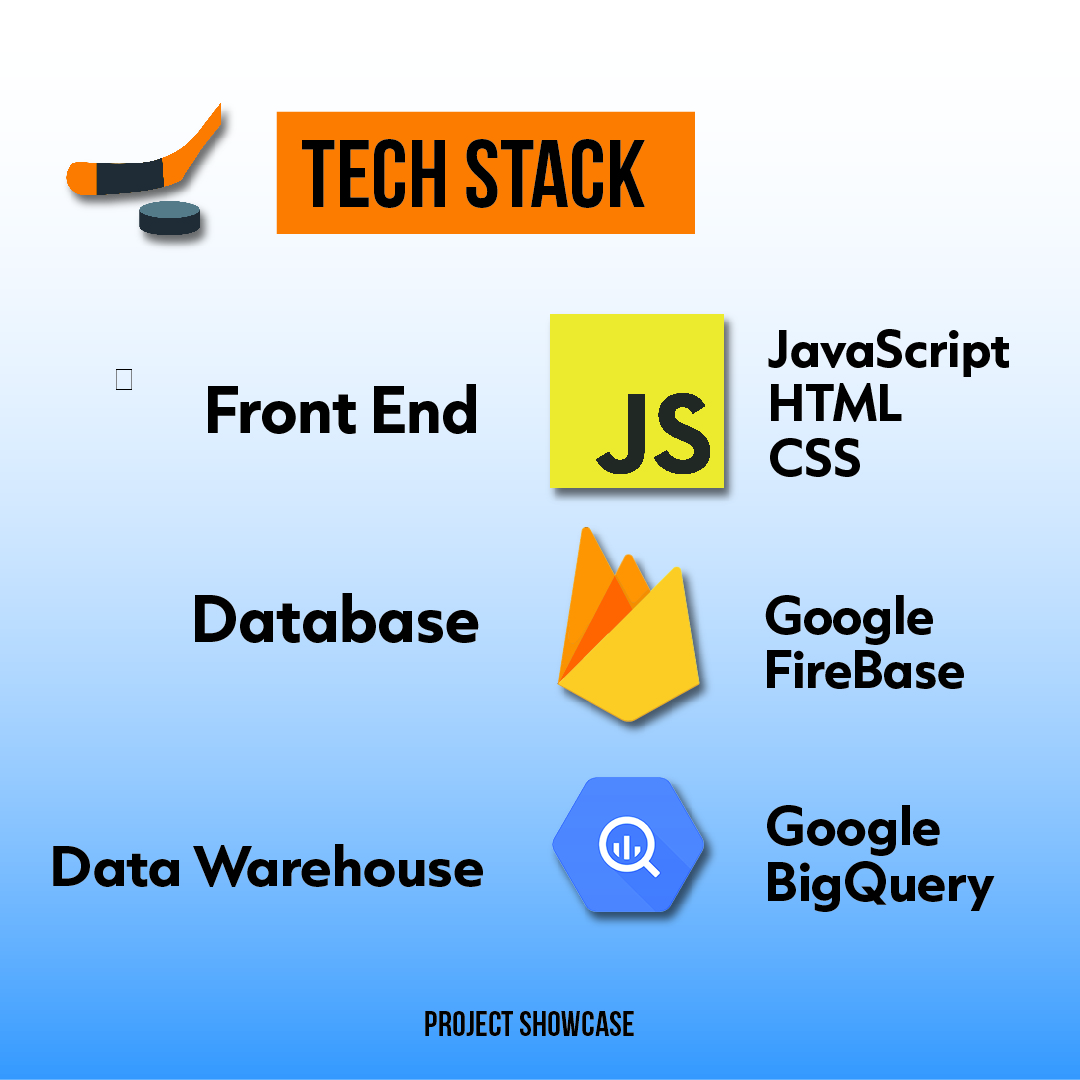 TECH STACK
Front End
JS
JavaScript
HTML
CSS
Database
Google
FireBase
Data Warehouse
Google
BigQuery
PROJECT SHOWCASE